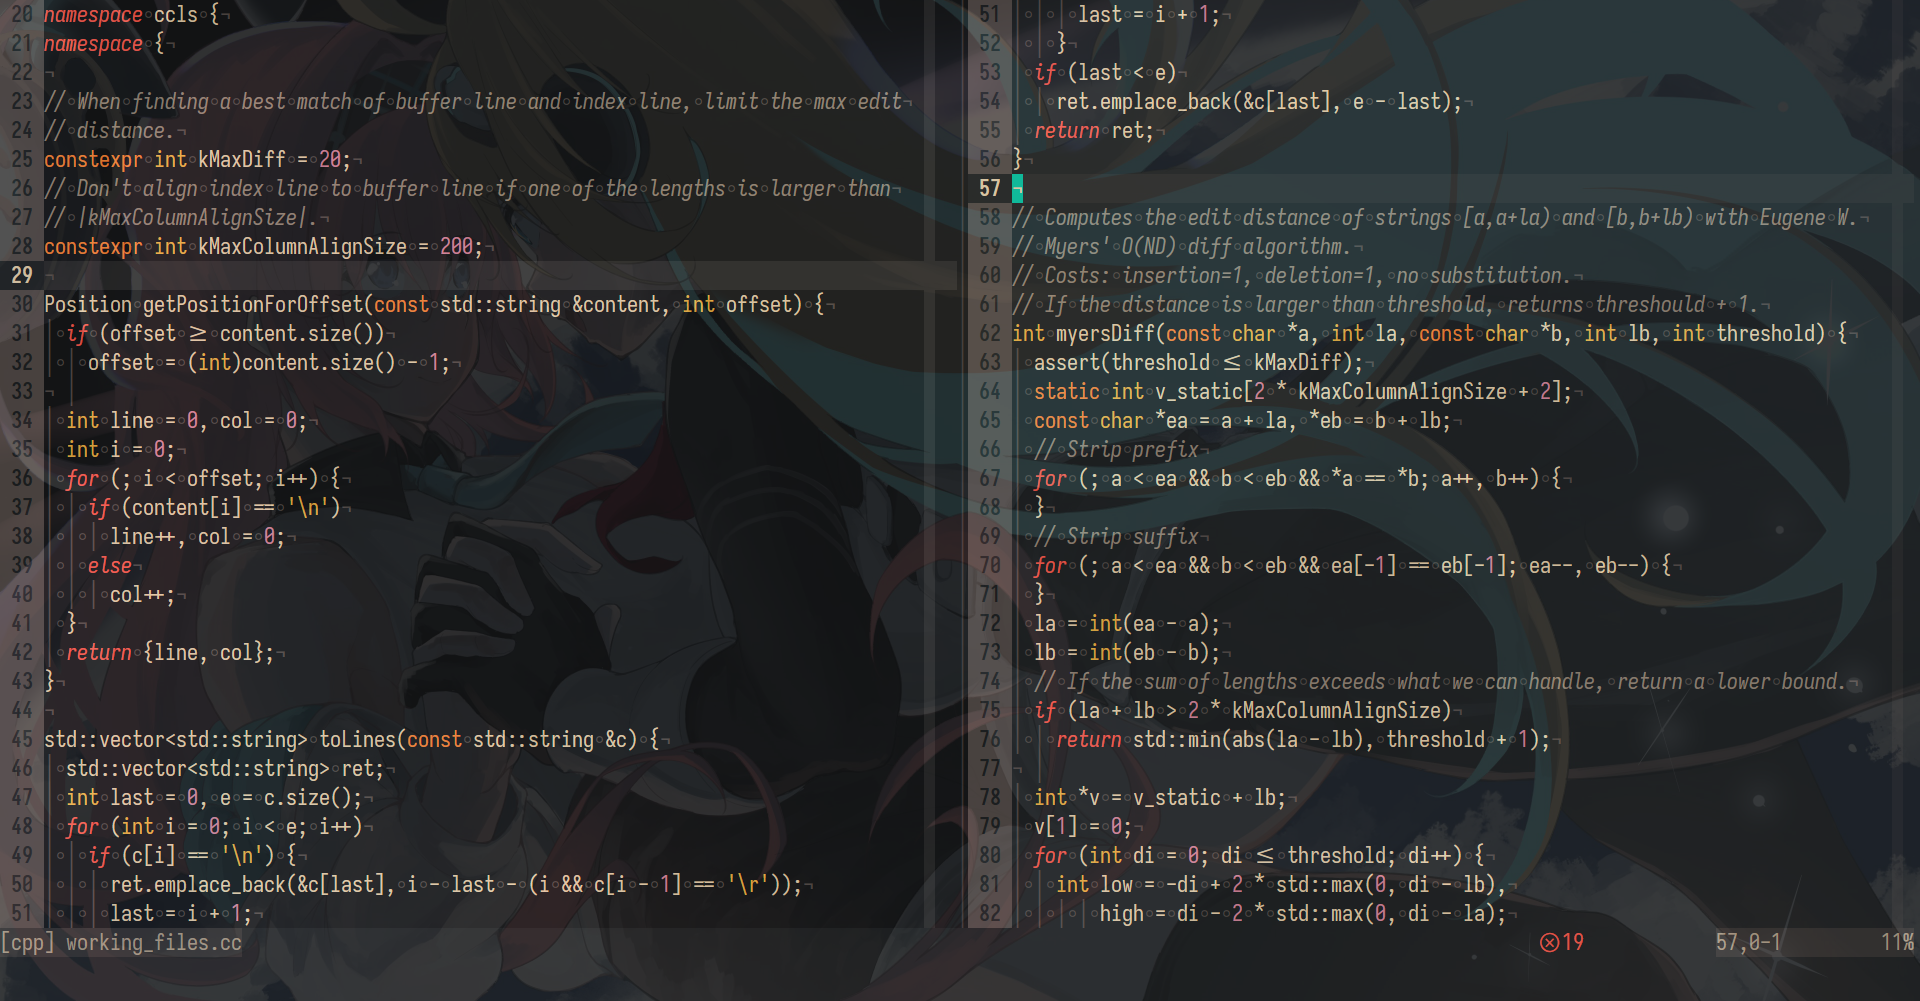 20 namespace ccls {
21 namespace {
22
23 // When finding a best match of buffer line and index line, limit the max edit
24 // distance.
25 constexpr int kMaxDiff = 20;
26 // Don't align index line to buffer line if one of the lengths is larger than
27 // |kMaxColumnAlignSize|.
28 constexpr int kMaxColumnAlignSize = 200;
29
30 Position getPositionForOffset(const std::string &content, int offset) {
31   if (offset ≥ content.size())
32     offset = (int)content.size() - 1;
33
34   int line = 0, col = 0;
35   int i = 0;
36   for (; i < offset; i++) {
37     if (content[i] == '\n')
38       line++, col = 0;
39     else
40       col++;
41   }
42   return {line, col};
43 }
44
45 std::vector<std::string> toLines(const std::string &c) {
46   std::vector<std::string> ret;
47   int last = 0, e = c.size();
48   for (int i = 0; i < e; i++)
49     if (c[i] == '\n') {
50       ret.emplace_back(&c[last], i - last - (i && c[i - 1] == '\r'));
51       last = i + 1;
51       last = i + 1;
52     }
53   if (last < e)
54     ret.emplace_back(&c[last], e - last);
55   return ret;
56 }
57
58 // Computes the edit distance of strings [a,a+la) and [b,b+lb) with Eugene W.
59 // Myers' O(ND) diff algorithm.
60 // Costs: insertion=1, deletion=1, no substitution.
61 // If the distance is larger than threshold, returns threshould + 1.
62 int myersDiff(const char *a, int la, const char *b, int lb, int threshold) {
63   assert(threshold ≤ kMaxDiff);
64   static int v_static[2 * kMaxColumnAlignSize + 2];
65   const char *ea = a + la, *eb = b + lb;
66   // Strip prefix
67   for (; a < ea && b < eb && *a == *b; a++, b++) {
68   }
69   // Strip suffix
70   for (; a < ea && b < eb && ea[-1] == eb[-1]; ea--, eb--) {
71   }
72   la = int(ea - a);
73   lb = int(eb - b);
74   // If the sum of lengths exceeds what we can handle, return a lower bound.
75   if (la + lb > 2 * kMaxColumnAlignSize)
76     return std::min(abs(la - lb), threshold + 1);
77
78   int *v = v_static + lb;
79   v[1] = 0;
80   for (int di = 0; di ≤ threshold; di++) {
81     int low = -di + 2 * std::max(0, di - lb),
82         high = di - 2 * std::max(0, di - la);
[cpp] working_files.cc ⊗19 57,0-1 11%